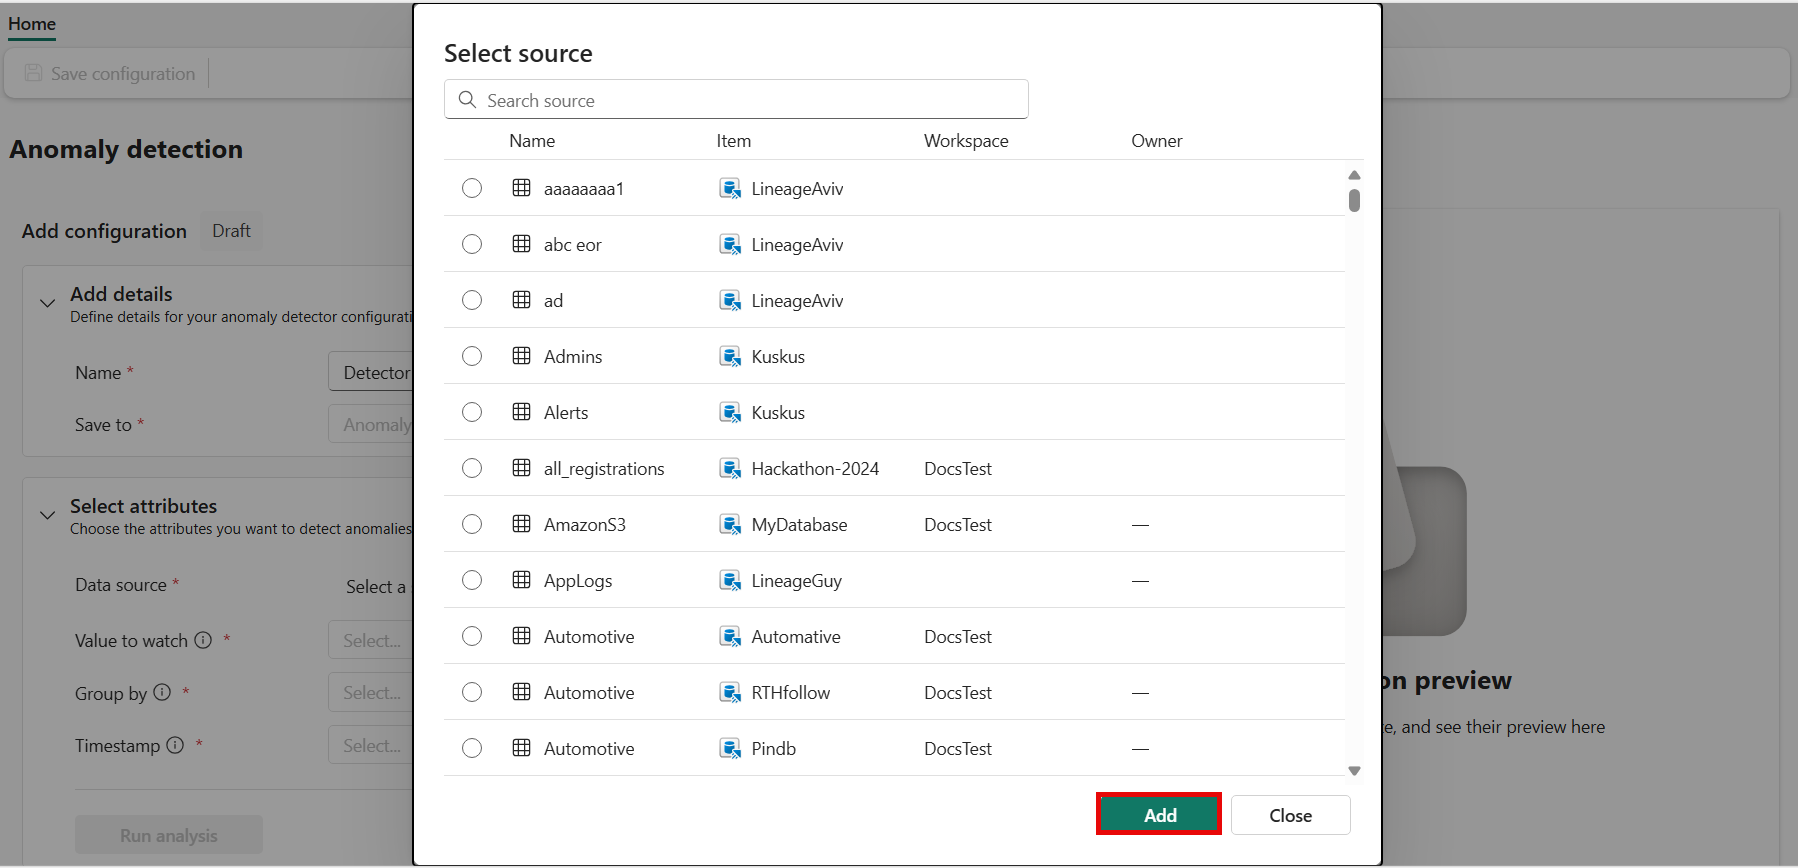 Home
Save configuration
Anomaly detection
Add configuration Draft
Add details
Define details for your anomaly detector configurati
Name * Detector
Save to * Anomaly
Select attributes
Choose the attributes you want to detect anomalies
Data source * Select a
Value to watch * Select...
Group by * Select...
Timestamp * Select...
Run analysis
Select source
Search source
Name Item Workspace Owner
aaaaaaaa1 LineageAviv
abc eor LineageAviv
ad LineageAviv
Admins Kuskus
Alerts Kuskus
all_registrations Hackathon-2024 DocsTest
AmazonS3 MyDatabase DocsTest —
AppLogs LineageGuy —
Automotive Automative DocsTest
Automotive RTHfollow DocsTest —
Automotive Pindb DocsTest —
Add Close
on preview
e, and see their preview here